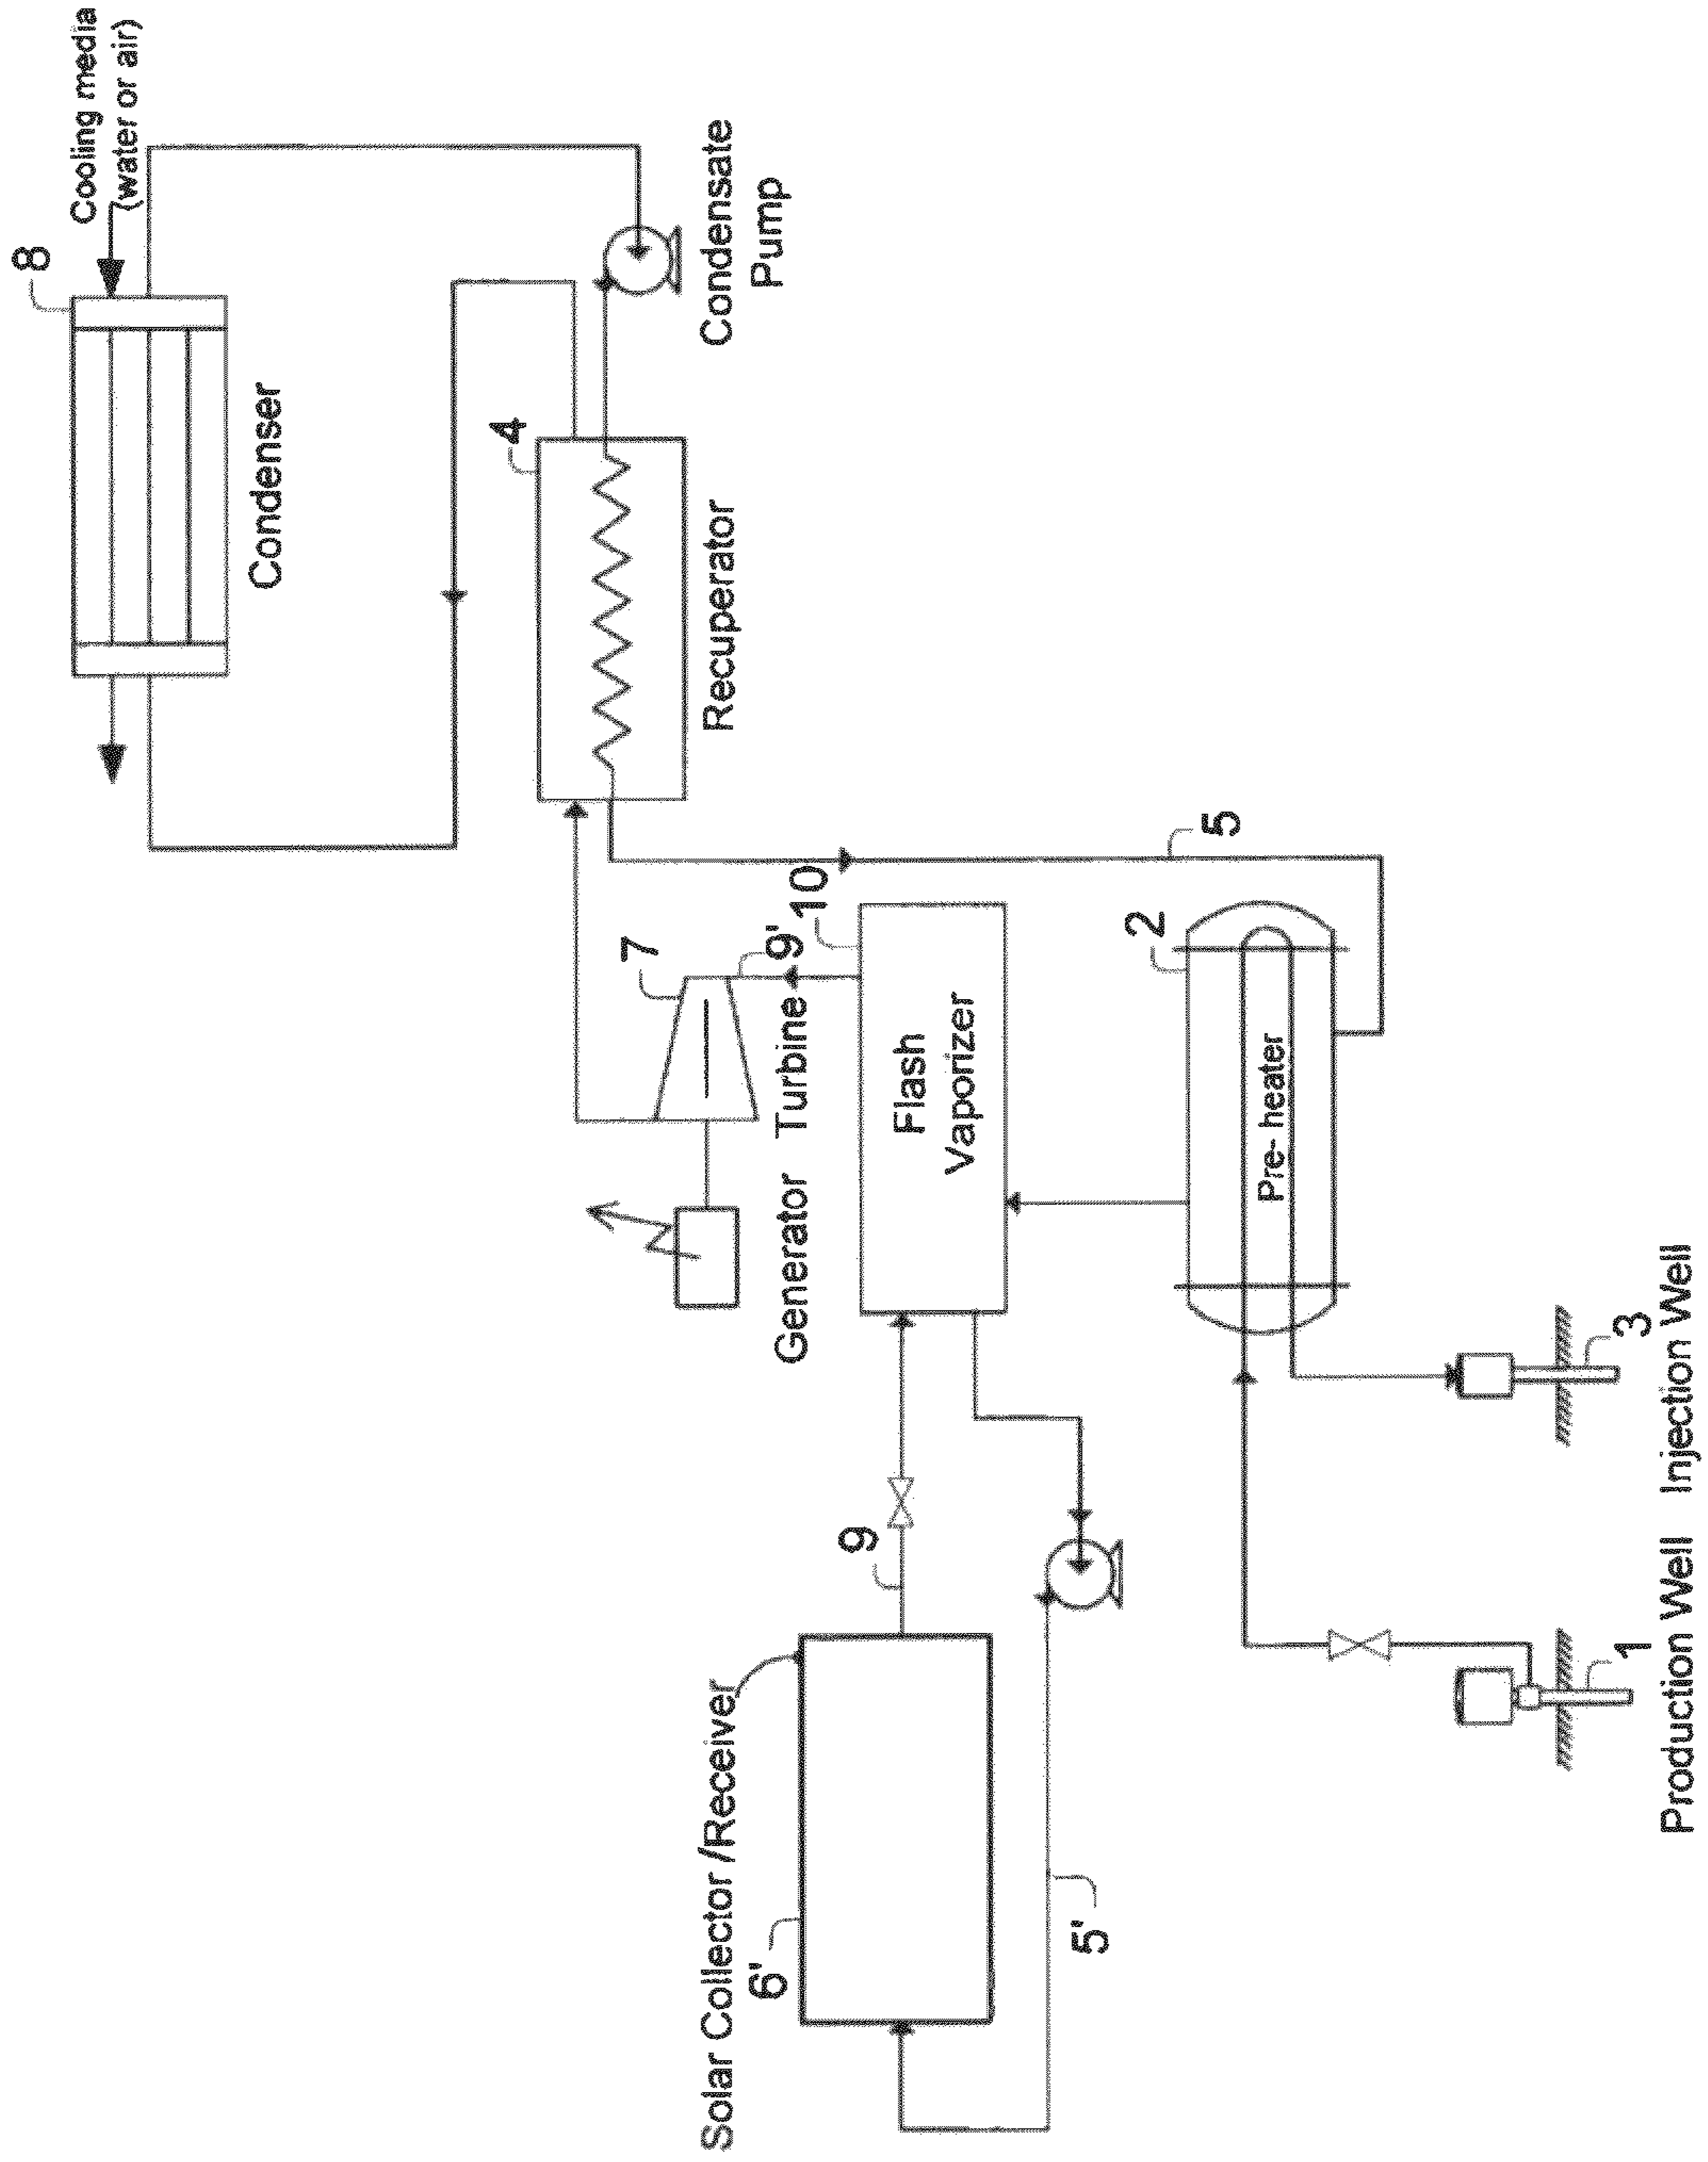 Cooling media
(water or air)
8
Condenser
Condensate
Pump
4
Recuperator
5
10
9'
7
Turbine
Generator
Flash
Vaporizer
2
Pre- heater
9
Solar Collector /Receiver
6'
5'
3
Injection Well
1
Production Well